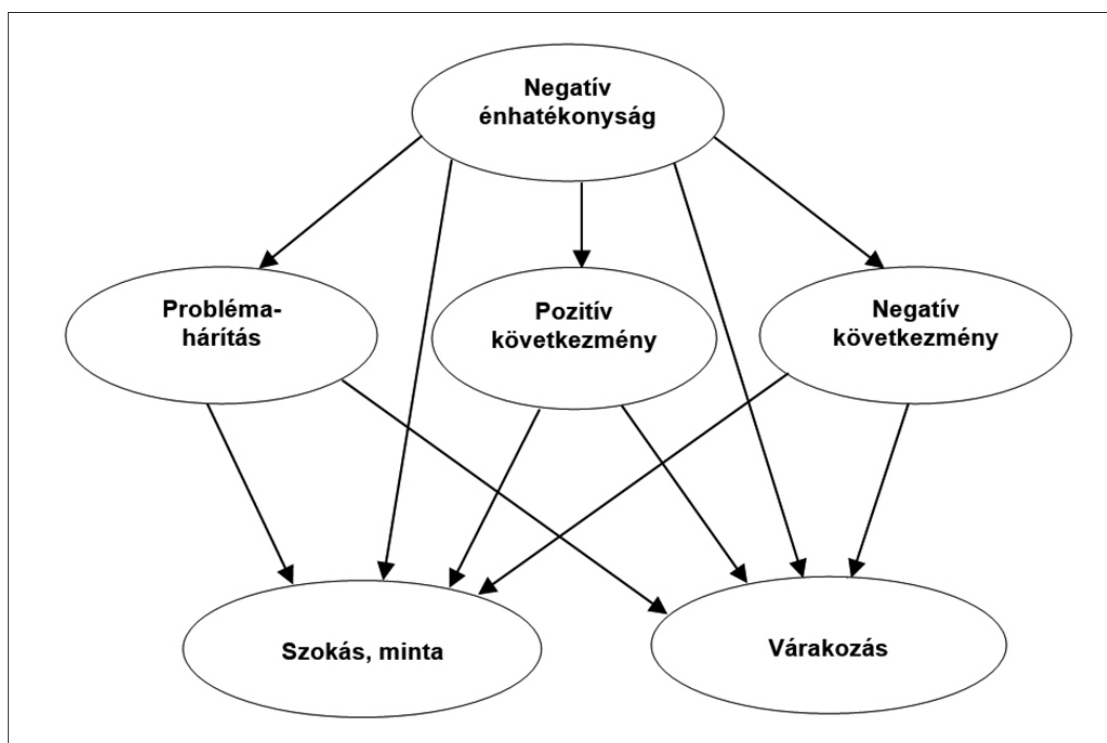 Negatív
énhatékonyság
Probléma-
hárítás
Pozitív
következmény
Negatív
következmény
Szokás, minta
Várakozás